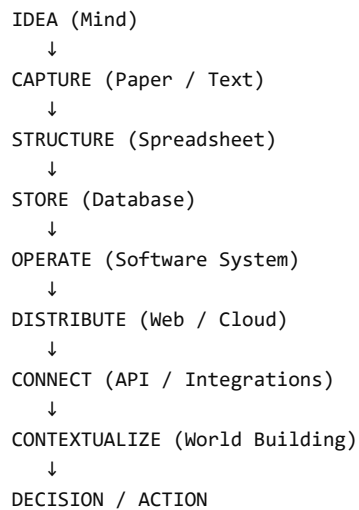 IDEA (Mind)
↓
CAPTURE (Paper / Text)
↓
STRUCTURE (Spreadsheet)
↓
STORE (Database)
↓
OPERATE (Software System)
↓
DISTRIBUTE (Web / Cloud)
↓
CONNECT (API / Integrations)
↓
CONTEXTUALIZE (World Building)
↓
DECISION / ACTION